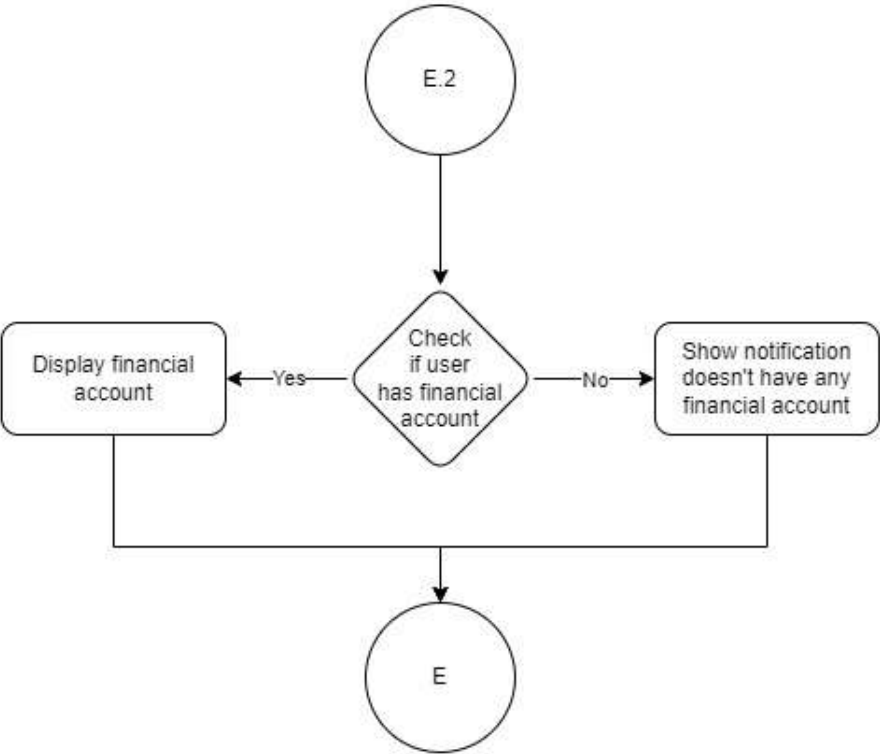 E.2
Check
if user
has financial
account
Display financial
account
Yes
No
Show notification
doesn't have any
financial account
E